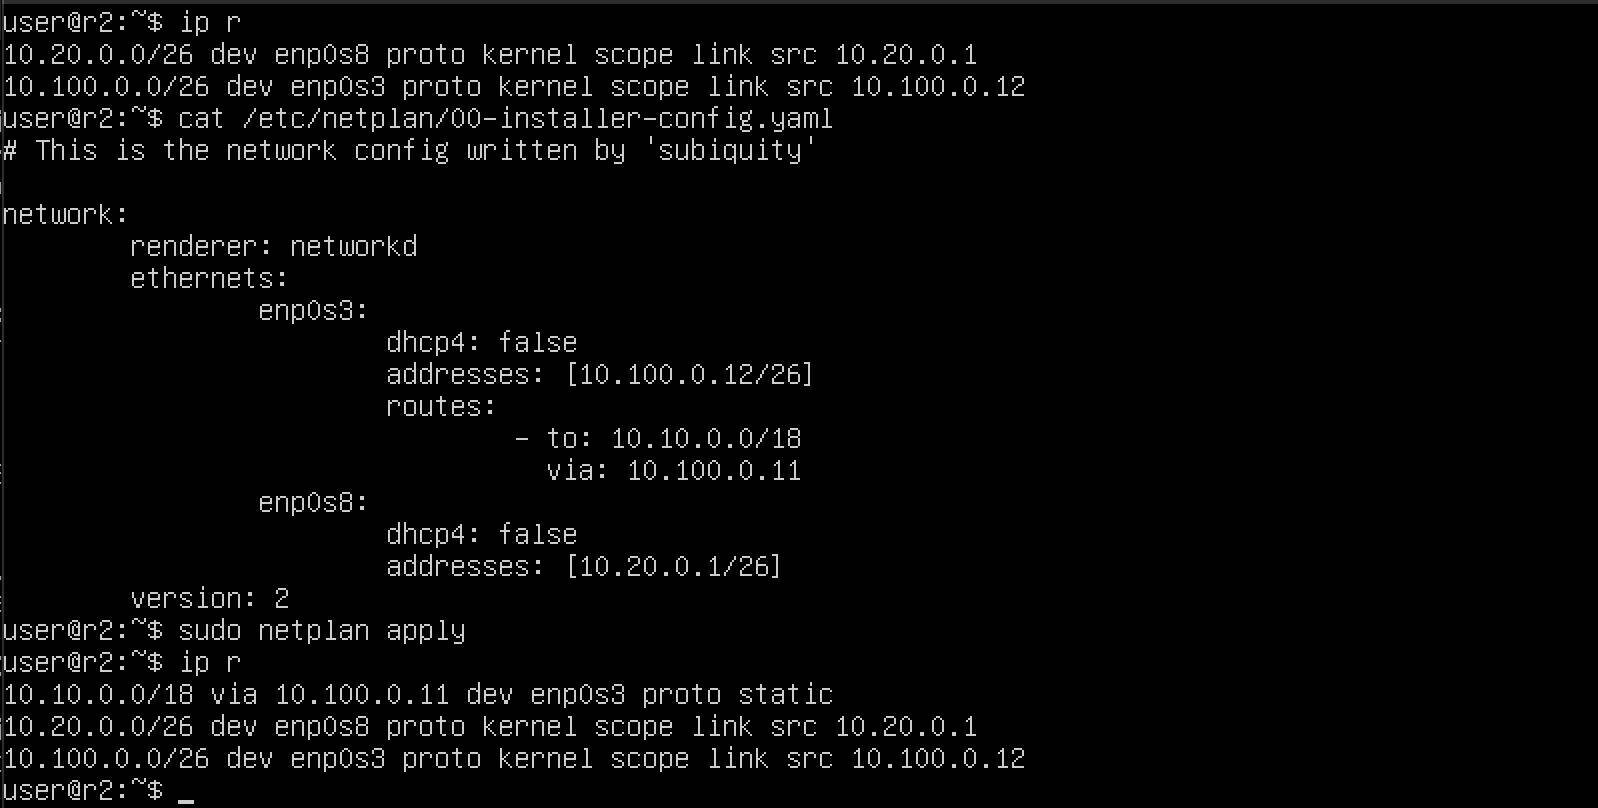 user@r2:~$ ip r
10.20.0.0/26 dev enp0s8 proto kernel scope link src 10.20.0.1
10.100.0.0/26 dev enp0s3 proto kernel scope link src 10.100.0.12
user@r2:~$ cat /etc/netplan/00-installer-config.yaml
# This is the network config written by 'subiquity'
network:
        renderer: networkd
        ethernets:
                enp0s3:
                        dhcp4: false
                        addresses: [10.100.0.12/26]
                        routes:
                                - to: 10.10.0.0/18
                                  via: 10.100.0.11
                enp0s8:
                        dhcp4: false
                        addresses: [10.20.0.1/26]
        version: 2
user@r2:~$ sudo netplan apply
user@r2:~$ ip r
10.10.0.0/18 via 10.100.0.11 dev enp0s3 proto static
10.20.0.0/26 dev enp0s8 proto kernel scope link src 10.20.0.1
10.100.0.0/26 dev enp0s3 proto kernel scope link src 10.100.0.12
user@r2:~$ _